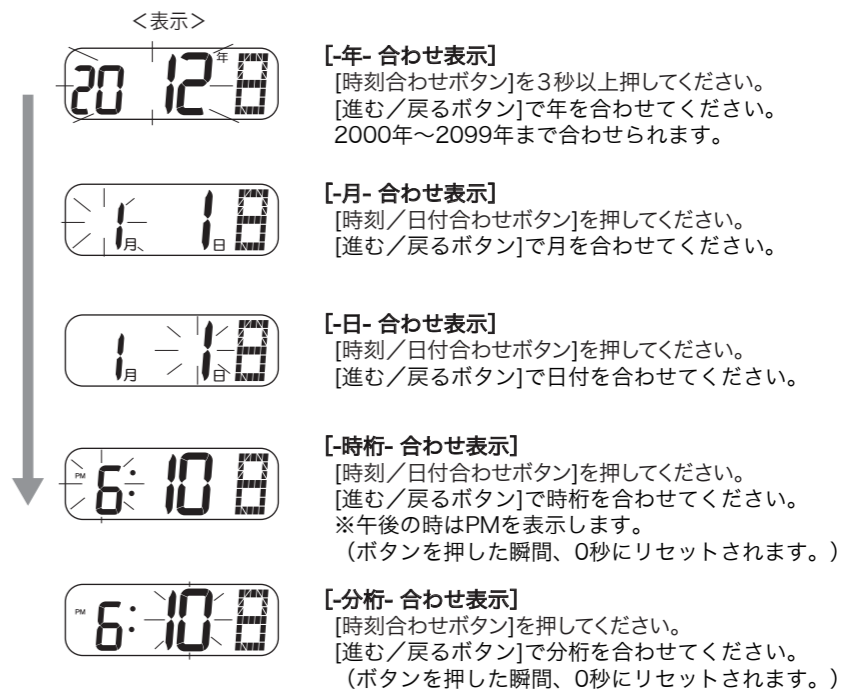 ＜表示＞
20 12年
[-年- 合わせ表示]
[時刻合わせボタン]を３秒以上押してください。
[進む／戻るボタン]で年を合わせてください。
2000年～2099年まで合わせられます。
1月 1日
[-月- 合わせ表示]
[時刻／日付合わせボタン]を押してください。
[進む／戻るボタン]で月を合わせてください。
1月 1日
[-日- 合わせ表示]
[時刻／日付合わせボタン]を押してください。
[進む／戻るボタン]で日付を合わせてください。
PM 6:10
[-時桁- 合わせ表示]
[時刻／日付合わせボタン]を押してください。
[進む／戻るボタン]で時桁を合わせてください。
※午後の時はPMを表示します。
（ボタンを押した瞬間、0秒にリセットされます。）
PM 6:10
[-分桁- 合わせ表示]
[時刻合わせボタン]を押してください。
[進む／戻るボタン]で分桁を合わせてください。
（ボタンを押した瞬間、0秒にリセットされます。）